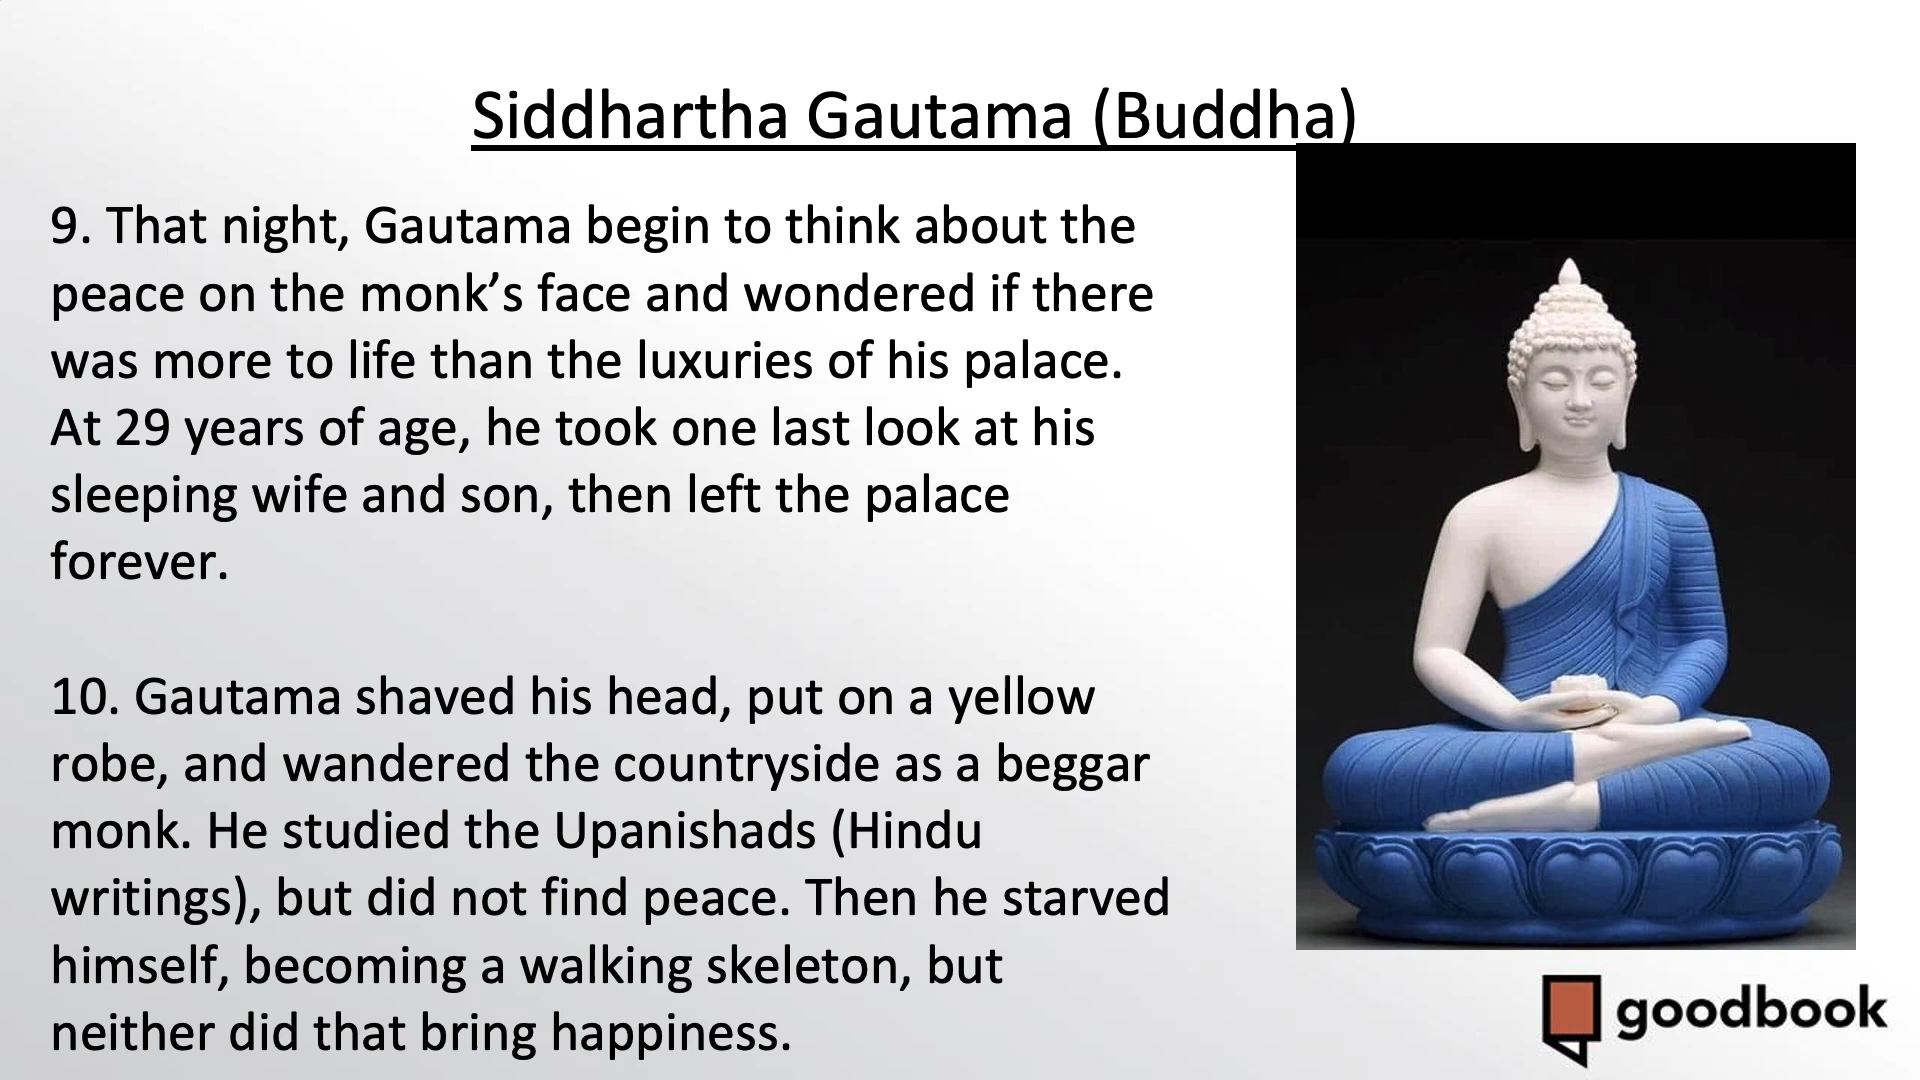 Siddhartha Gautama (Buddha)
9. That night, Gautama begin to think about the
peace on the monk’s face and wondered if there
was more to life than the luxuries of his palace.
At 29 years of age, he took one last look at his
sleeping wife and son, then left the palace
forever.
10. Gautama shaved his head, put on a yellow
robe, and wandered the countryside as a beggar
monk. He studied the Upanishads (Hindu
writings), but did not find peace. Then he starved
himself, becoming a walking skeleton, but
neither did that bring happiness.
goodbook